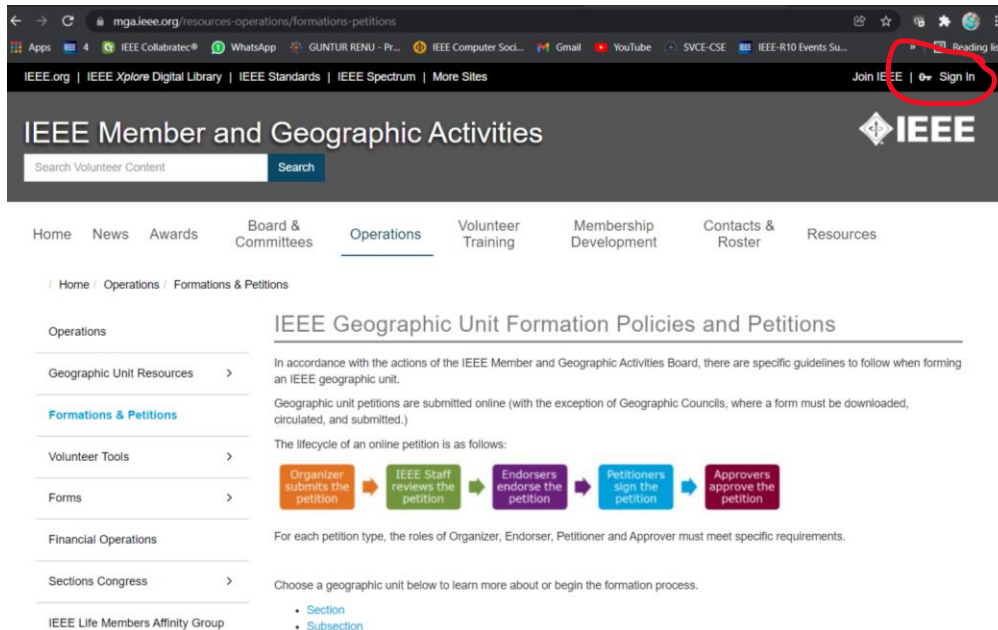 mga.ieee.org/resources-operations/formations-petitions
Apps 4 IEEE Collabratec® WhatsApp GUNTUR RENU - Pr... IEEE Computer Soci... Gmail YouTube SVCE-CSE IEEE-R10 Events Su... » Reading lis
IEEE.org | IEEE Xplore Digital Library | IEEE Standards | IEEE Spectrum | More Sites Join IEEE | Sign In
IEEE Member and Geographic Activities
IEEE
Search Volunteer Content Search
Home News Awards Board & Committees Operations Volunteer Training Membership Development Contacts & Roster Resources
/ Home / Operations / Formations & Petitions
Operations
Geographic Unit Resources >
Formations & Petitions
Volunteer Tools >
Forms >
Financial Operations
Sections Congress >
IEEE Life Members Affinity Group
IEEE Geographic Unit Formation Policies and Petitions
In accordance with the actions of the IEEE Member and Geographic Activities Board, there are specific guidelines to follow when forming
an IEEE geographic unit.
Geographic unit petitions are submitted online (with the exception of Geographic Councils, where a form must be downloaded,
circulated, and submitted.)
The lifecycle of an online petition is as follows:
Organizer submits the petition
IEEE Staff reviews the petition
Endorsers endorse the petition
Petitioners sign the petition
Approvers approve the petition
For each petition type, the roles of Organizer, Endorser, Petitioner and Approver must meet specific requirements.
Choose a geographic unit below to learn more about or begin the formation process.
• Section
• Subsection